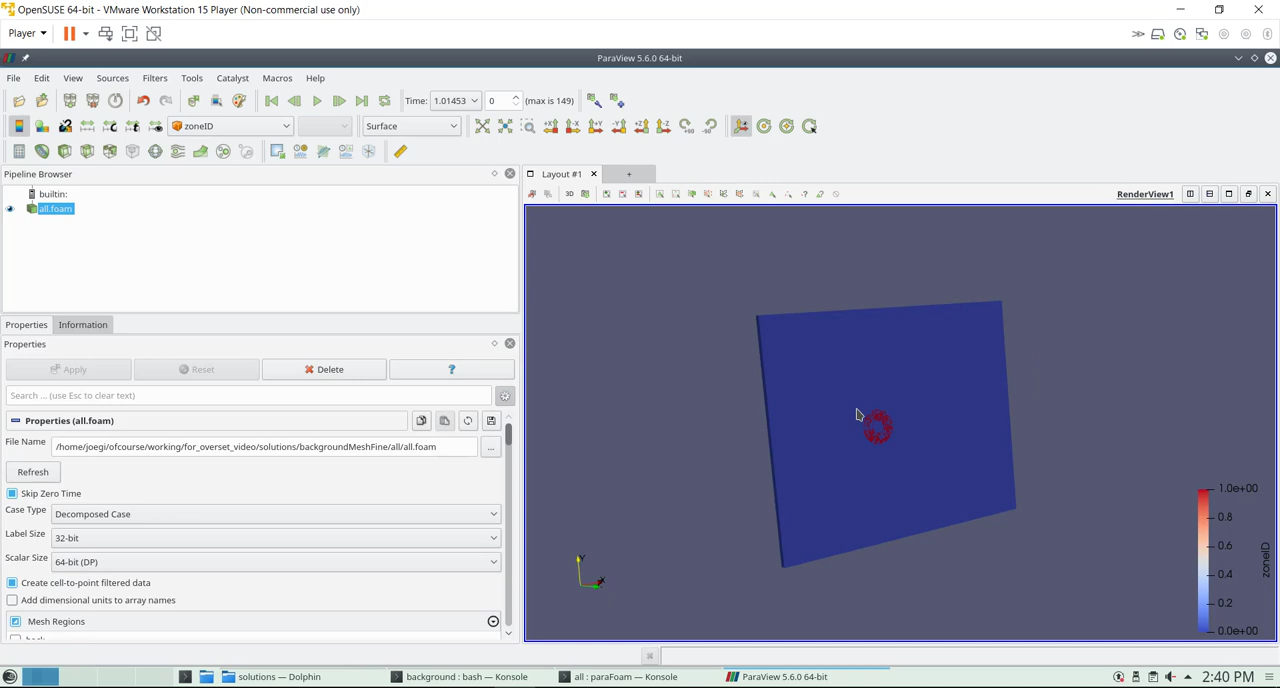 OpenSUSE 64-bit - VMware Workstation 15 Player (Non-commercial use only)
Player
ParaView 5.6.0 64-bit
File Edit View Sources Filters Tools Catalyst Macros Help
Time: 1.01453 0 (max is 149)
zoneID Surface +X -X +Y -Y +Z -Z +90 -90
Pipeline Browser
Layout #1 +
builtin:
3D
RenderView1
all.foam
Properties Information
Properties
Apply Reset Delete ?
Search ... (use Esc to clear text)
Properties (all.foam)
File Name /home/joegi/ofcourse/working/for_overset_video/solutions/backgroundMeshFine/all/all.foam ...
Refresh
Skip Zero Time
Case Type Decomposed Case
Label Size 32-bit
Scalar Size 64-bit (DP)
Create cell-to-point filtered data
Add dimensional units to array names
Mesh Regions
Y
X
1.0e+00
0.8
0.6
0.4
0.2
0.0e+00
zoneID
solutions — Dolphin
background : bash — Konsole
all : paraFoam — Konsole
ParaView 5.6.0 64-bit
2:40 PM